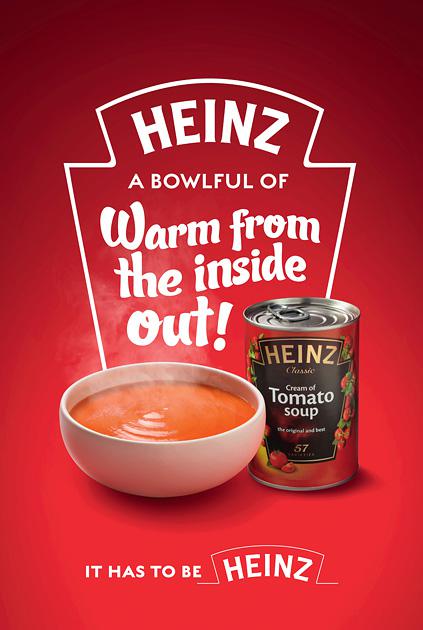 HEINZ
A BOWLFUL OF
Warm from
the inside
out!
HEINZ
Classic
Cream of
Tomato
soup
the original and best
57
VARIETIES
IT HAS TO BE HEINZ